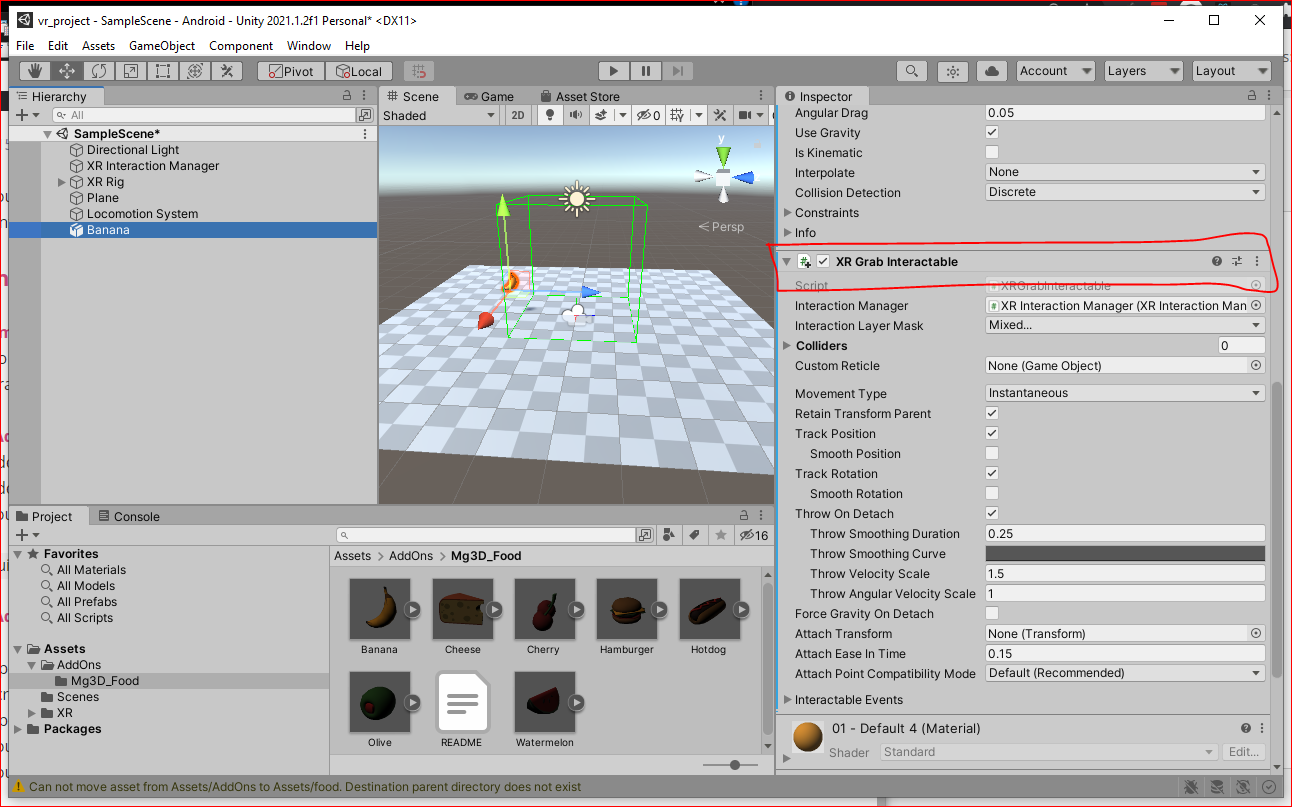 vr_project - SampleScene - Android - Unity 2021.1.2f1 Personal* <DX11>
File Edit Assets GameObject Component Window Help
Pivot Local Account Layers Layout
Hierarchy
All
SampleScene*
Directional Light
XR Interaction Manager
XR Rig
Plane
Locomotion System
Banana
Scene Game Asset Store
Shaded 2D 0
y
Persp
Inspector
Angular Drag 0.05
Use Gravity
Is Kinematic
Interpolate None
Collision Detection Discrete
Constraints
Info
XR Grab Interactable
Script XRGrabInteractable
Interaction Manager XR Interaction Manager (XR Interaction Man
Interaction Layer Mask Mixed...
Colliders 0
Custom Reticle None (Game Object)
Movement Type Instantaneous
Retain Transform Parent
Track Position
Smooth Position
Track Rotation
Smooth Rotation
Throw On Detach
Throw Smoothing Duration 0.25
Throw Smoothing Curve
Throw Velocity Scale 1.5
Throw Angular Velocity Scale 1
Force Gravity On Detach
Attach Transform None (Transform)
Attach Ease In Time 0.15
Attach Point Compatibility Mode Default (Recommended)
Interactable Events
01 - Default 4 (Material)
Shader Standard Edit...
Project Console
16
Favorites
All Materials
All Models
All Prefabs
All Scripts
Assets
AddOns
Mg3D_Food
Scenes
XR
Packages
Assets > AddOns > Mg3D_Food
Banana Cheese Cherry Hamburger Hotdog
Olive README Watermelon
Can not move asset from Assets/AddOns to Assets/food. Destination parent directory does not exist